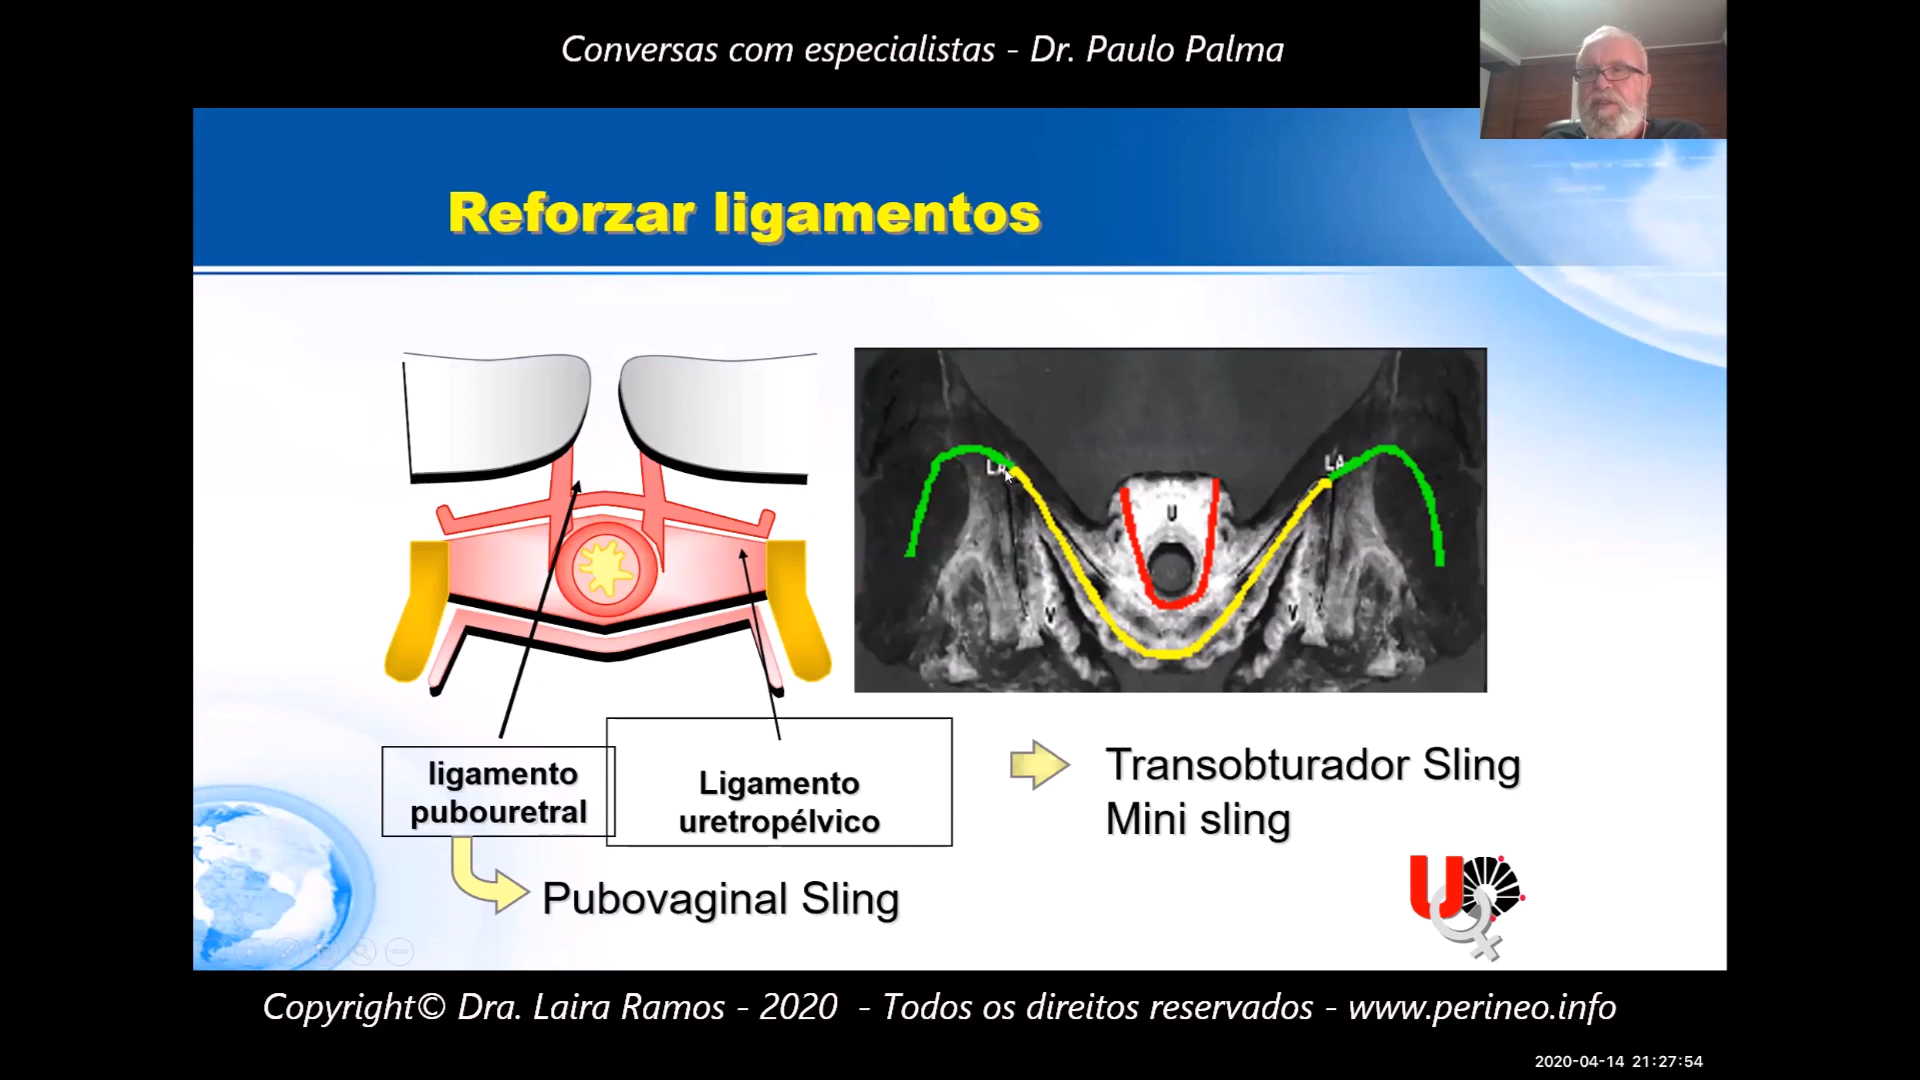 Conversas com especialistas - Dr. Paulo Palma
Reforzar ligamentos
LA
LA
U
V
V
ligamento
pubouretral
Ligamento
uretropélvico
Transobturador Sling
Mini sling
Pubovaginal Sling
U
Copyright© Dra. Laira Ramos - 2020 - Todos os direitos reservados - www.perineo.info
2020-04-14 21:27:54